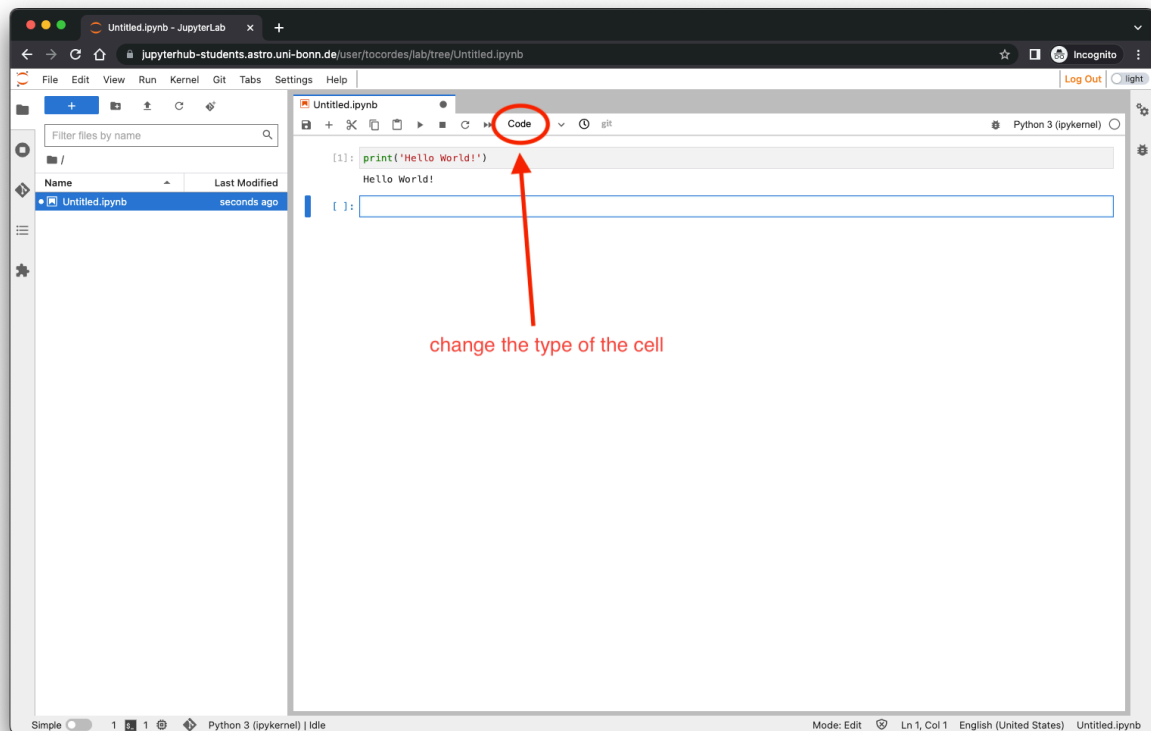 Untitled.ipynb - JupyterLab
jupyterhub-students.astro.uni-bonn.de/user/tocordes/lab/tree/Untitled.ipynb
Incognito
File Edit View Run Kernel Git Tabs Settings Help
Log Out
light
Untitled.ipynb
Filter files by name
Code
git
Python 3 (ipykernel)
/
Name Last Modified
Untitled.ipynb seconds ago
[1]: print('Hello World!')
Hello World!
[ ]:
change the type of the cell
Simple 1 1 Python 3 (ipykernel) | Idle
Mode: Edit Ln 1, Col 1 English (United States) Untitled.ipynb